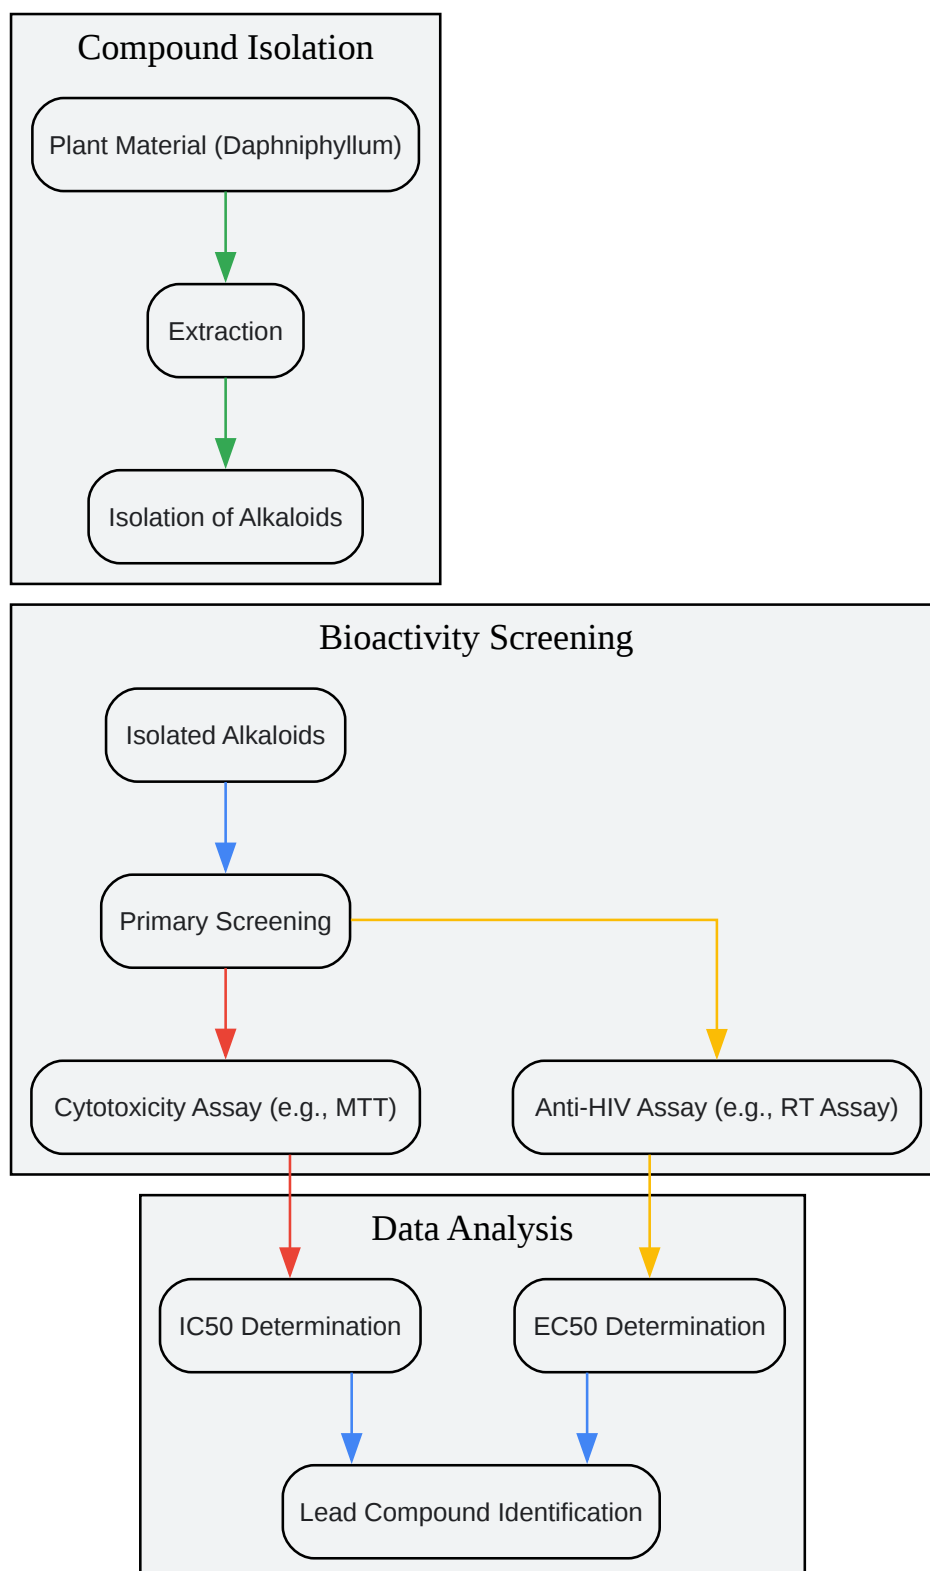 Compound Isolation
Plant Material (Daphniphyllum)
Extraction
Isolation of Alkaloids
Bioactivity Screening
Isolated Alkaloids
Primary Screening
Cytotoxicity Assay (e.g., MTT)
Anti-HIV Assay (e.g., RT Assay)
Data Analysis
IC50 Determination
EC50 Determination
Lead Compound Identification